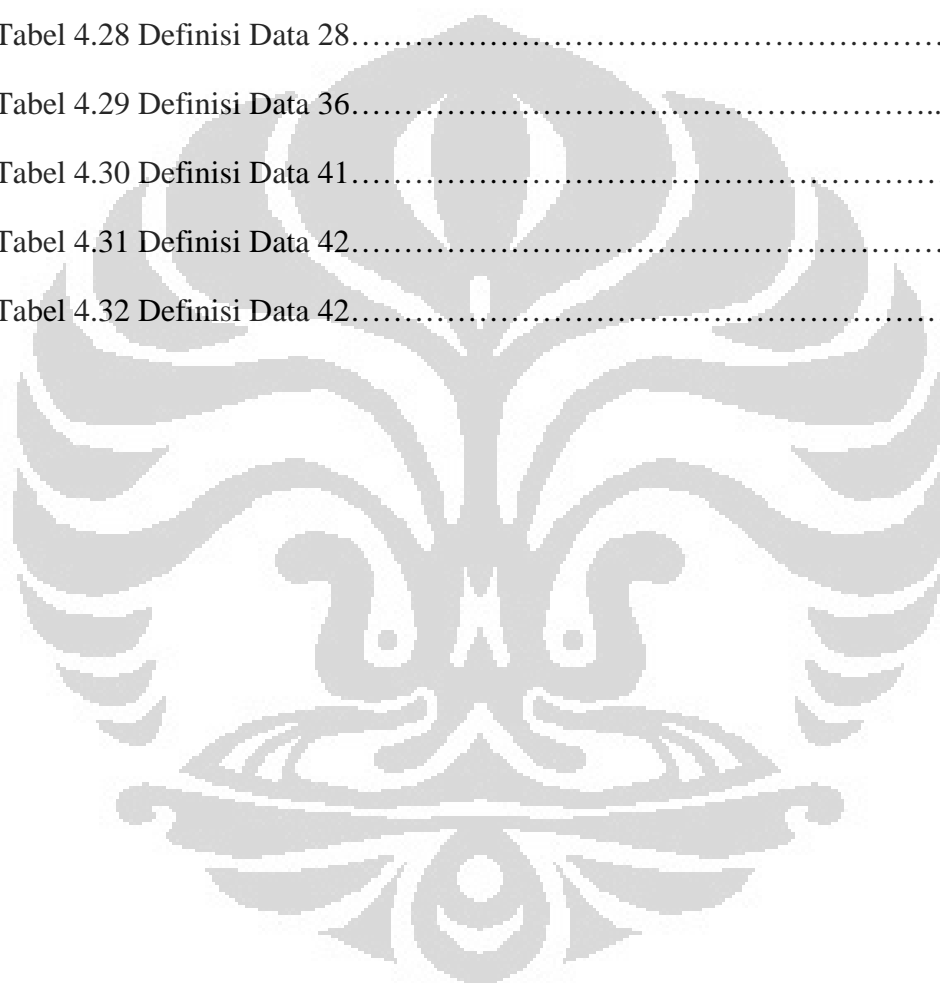 Tabel 4.28 Definisi Data 28……………………………………………………………
Tabel 4.29 Definisi Data 36…………………………………………………………..
Tabel 4.30 Definisi Data 41……………………………………………………………
Tabel 4.31 Definisi Data 42……………………….……………………………………
Tabel 4.32 Definisi Data 42……………………………………………………………